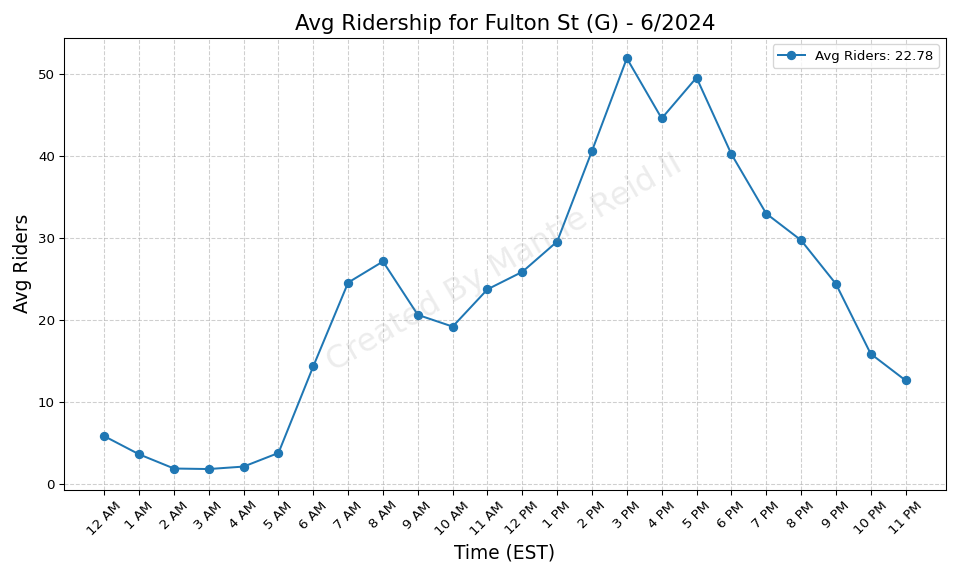 Avg Ridership for Fulton St (G) - 6/2024
Avg Riders: 22.78
Avg Riders
50
40
30
20
10
0
Created By Mantie Reid II
12 AM
1 AM
2 AM
3 AM
4 AM
5 AM
6 AM
7 AM
8 AM
9 AM
10 AM
11 AM
12 PM
1 PM
2 PM
3 PM
4 PM
5 PM
6 PM
7 PM
8 PM
9 PM
10 PM
11 PM
Time (EST)